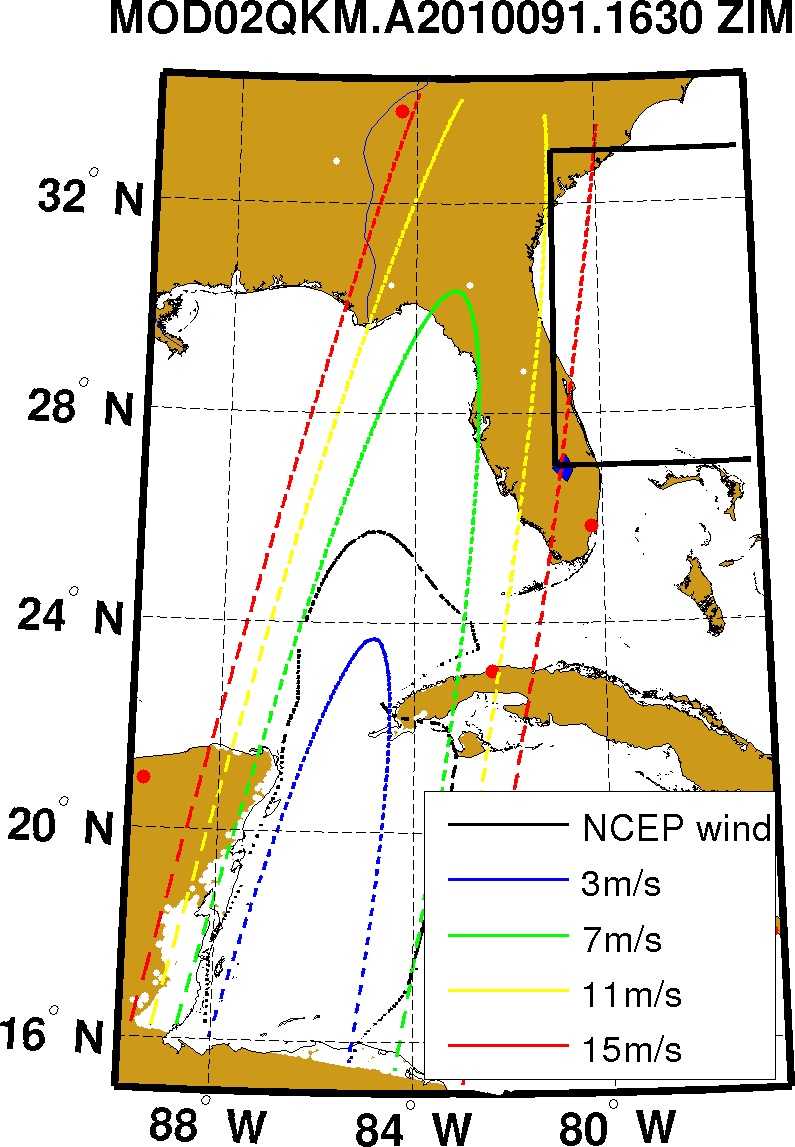 MOD02QKM.A2010091.1630 ZIM
32° N
28° N
24° N
20° N
16° N
NCEP wind
3m/s
7m/s
11m/s
15m/s
88° W
84° W
80° W